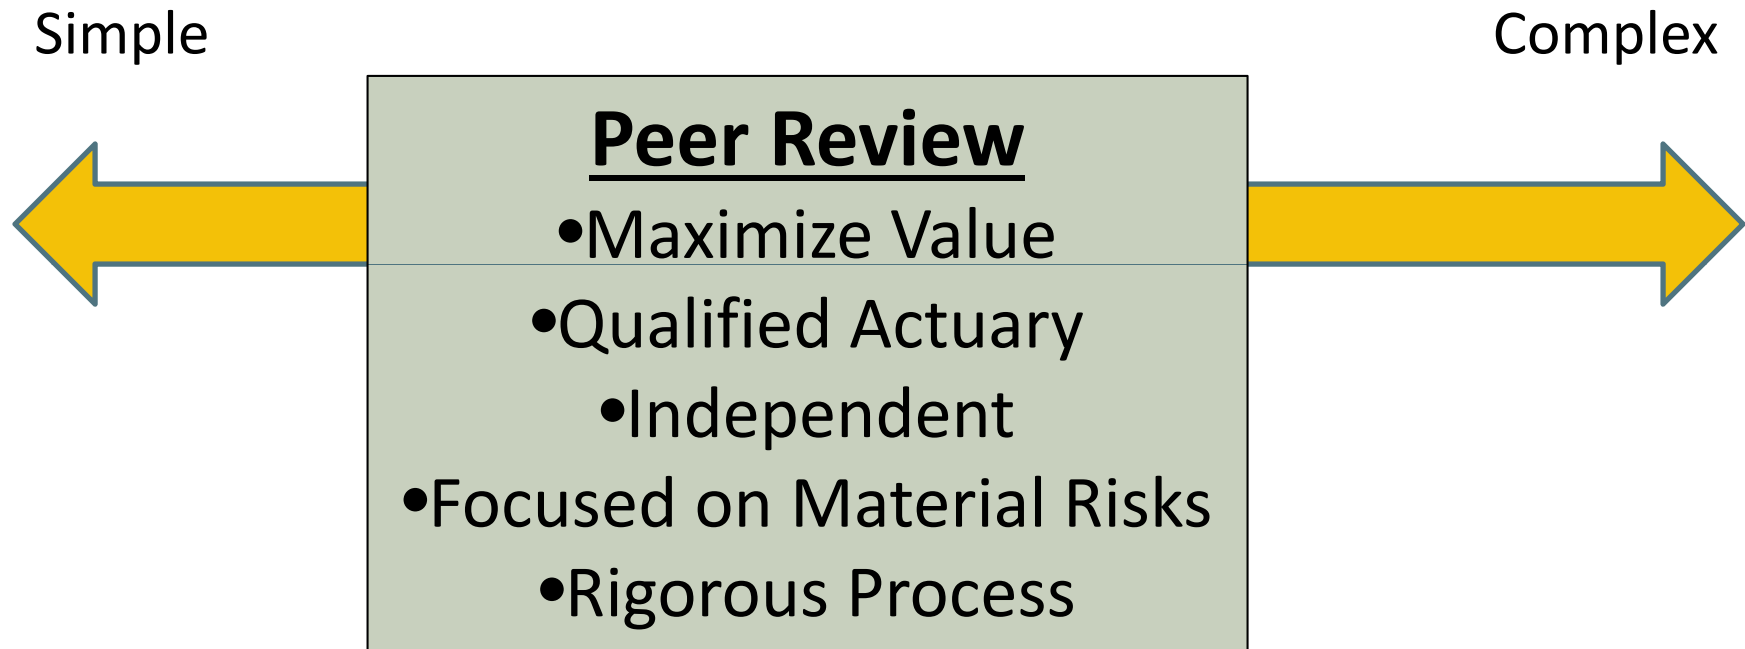 Simple
Complex
Peer Review
•Maximize Value
•Qualified Actuary
•Independent
•Focused on Material Risks
•Rigorous Process